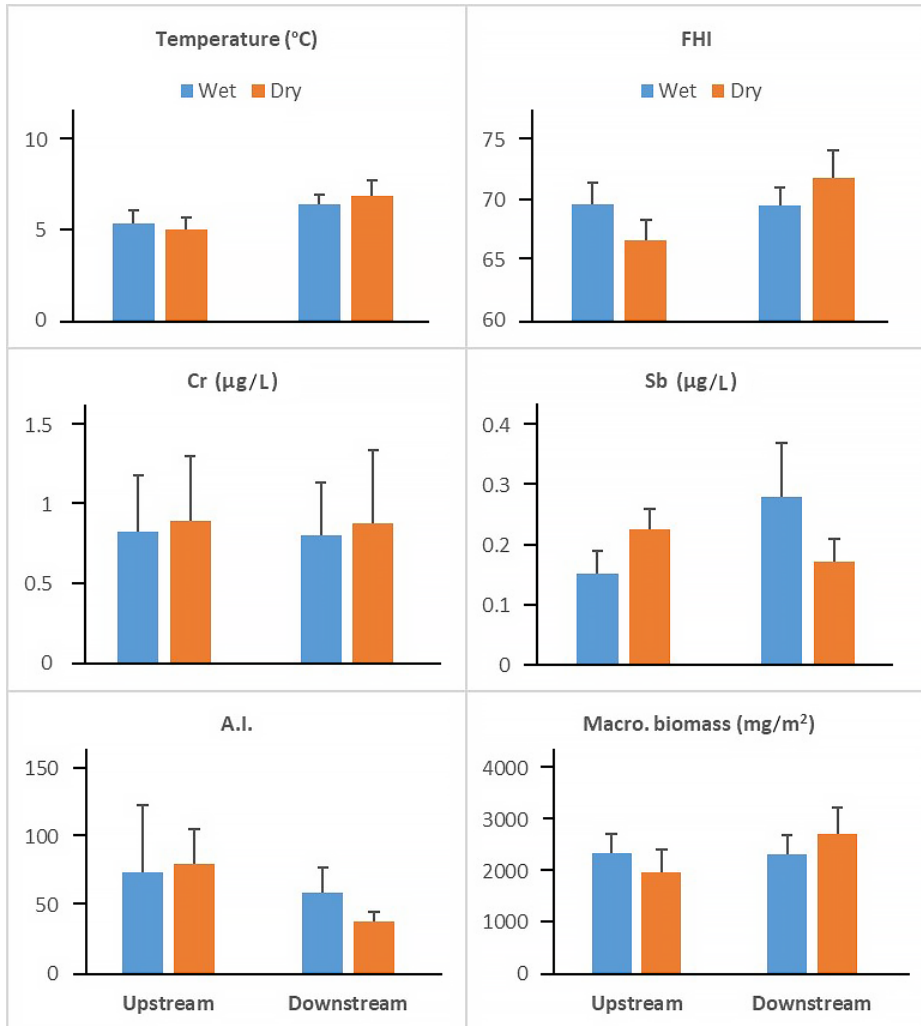 Temperature (°C)
Wet Dry
10
5
0
FHI
Wet Dry
75
70
65
60
Cr (µg/L)
1.5
1
0.5
0
Sb (µg/L)
0.4
0.3
0.2
0.1
0
A.I.
150
100
50
0
Upstream Downstream
Macro. biomass (mg/m²)
4000
3000
2000
1000
0
Upstream Downstream